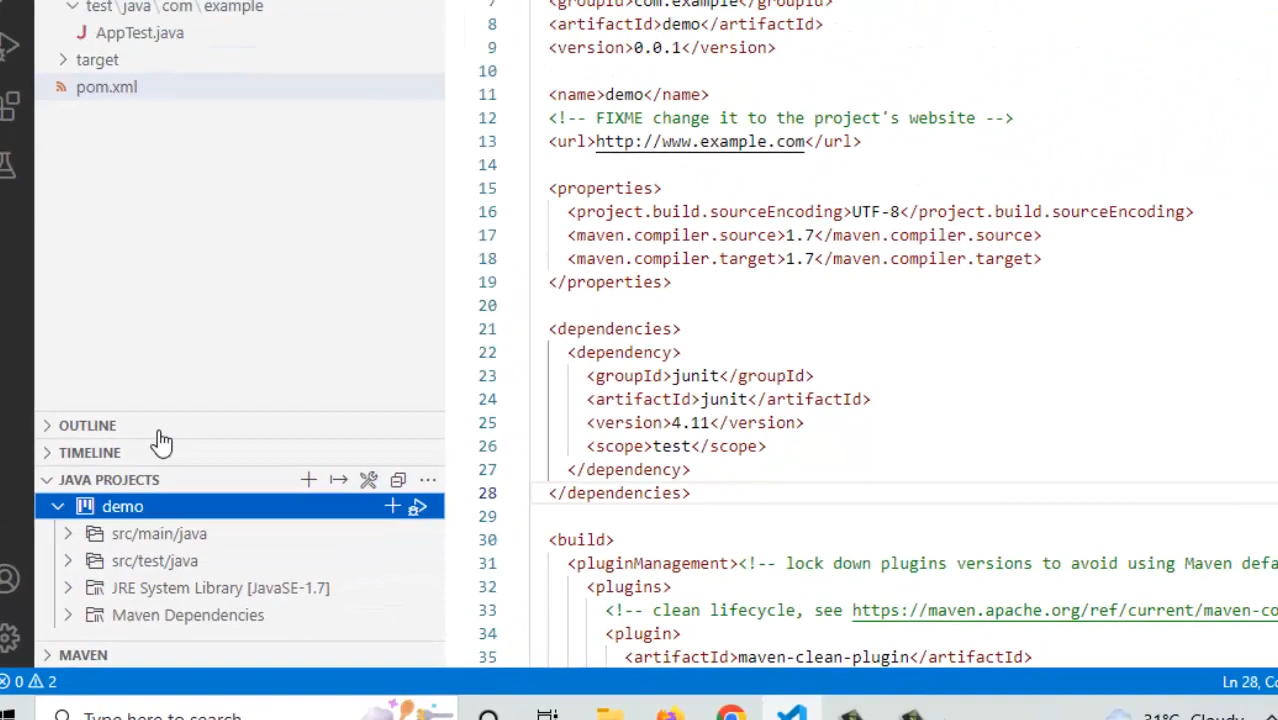 test\java\com\example
AppTest.java
target
pom.xml
OUTLINE
TIMELINE
JAVA PROJECTS
demo
src/main/java
src/test/java
JRE System Library [JavaSE-1.7]
Maven Dependencies
MAVEN
7 <groupId>com.example</groupId>
8 <artifactId>demo</artifactId>
9 <version>0.0.1</version>
10
11 <name>demo</name>
12 <!-- FIXME change it to the project's website -->
13 <url>http://www.example.com</url>
14
15 <properties>
16 <project.build.sourceEncoding>UTF-8</project.build.sourceEncoding>
17 <maven.compiler.source>1.7</maven.compiler.source>
18 <maven.compiler.target>1.7</maven.compiler.target>
19 </properties>
20
21 <dependencies>
22 <dependency>
23 <groupId>junit</groupId>
24 <artifactId>junit</artifactId>
25 <version>4.11</version>
26 <scope>test</scope>
27 </dependency>
28 </dependencies>
29
30 <build>
31 <pluginManagement><!-- lock down plugins versions to avoid using Maven defa
32 <plugins>
33 <!-- clean lifecycle, see https://maven.apache.org/ref/current/maven-co
34 <plugin>
35 <artifactId>maven-clean-plugin</artifactId>
0 2
Ln 28, Co
Type here to search
31°C Cloudy